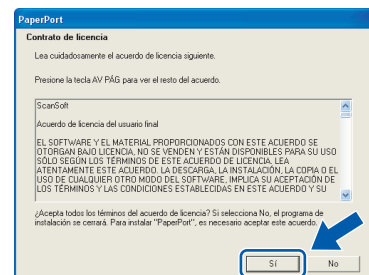 PaperPort
Contrato de licencia
Lea cuidadosamente el acuerdo de licencia siguiente.
Presione la tecla AV PÁG para ver el resto del acuerdo.
ScanSoft
Acuerdo de licencia del usuario final
EL SOFTWARE Y EL MATERIAL PROPORCIONADOS CON ESTE ACUERDO SE
OTORGAN BAJO LICENCIA, NO SE VENDEN Y ESTÁN DISPONIBLES PARA SU USO
SÓLO SEGÚN LOS TÉRMINOS DE ESTE ACUERDO DE LICENCIA. LEA
ATENTAMENTE ESTE ACUERDO. LA DESCARGA, LA INSTALACIÓN, LA COPIA O EL
USO DE CUALQUIER OTRO MODO DEL SOFTWARE, IMPLICA SU ACEPTACIÓN DE
LOS TÉRMINOS Y LAS CONDICIONES ESTABLECIDAS EN ESTE ACUERDO Y SU
¿Acepta todos los términos del acuerdo de licencia? Si selecciona No, el programa de
instalación se cerrará. Para instalar "PaperPort", es necesario aceptar este acuerdo.
Sí
No